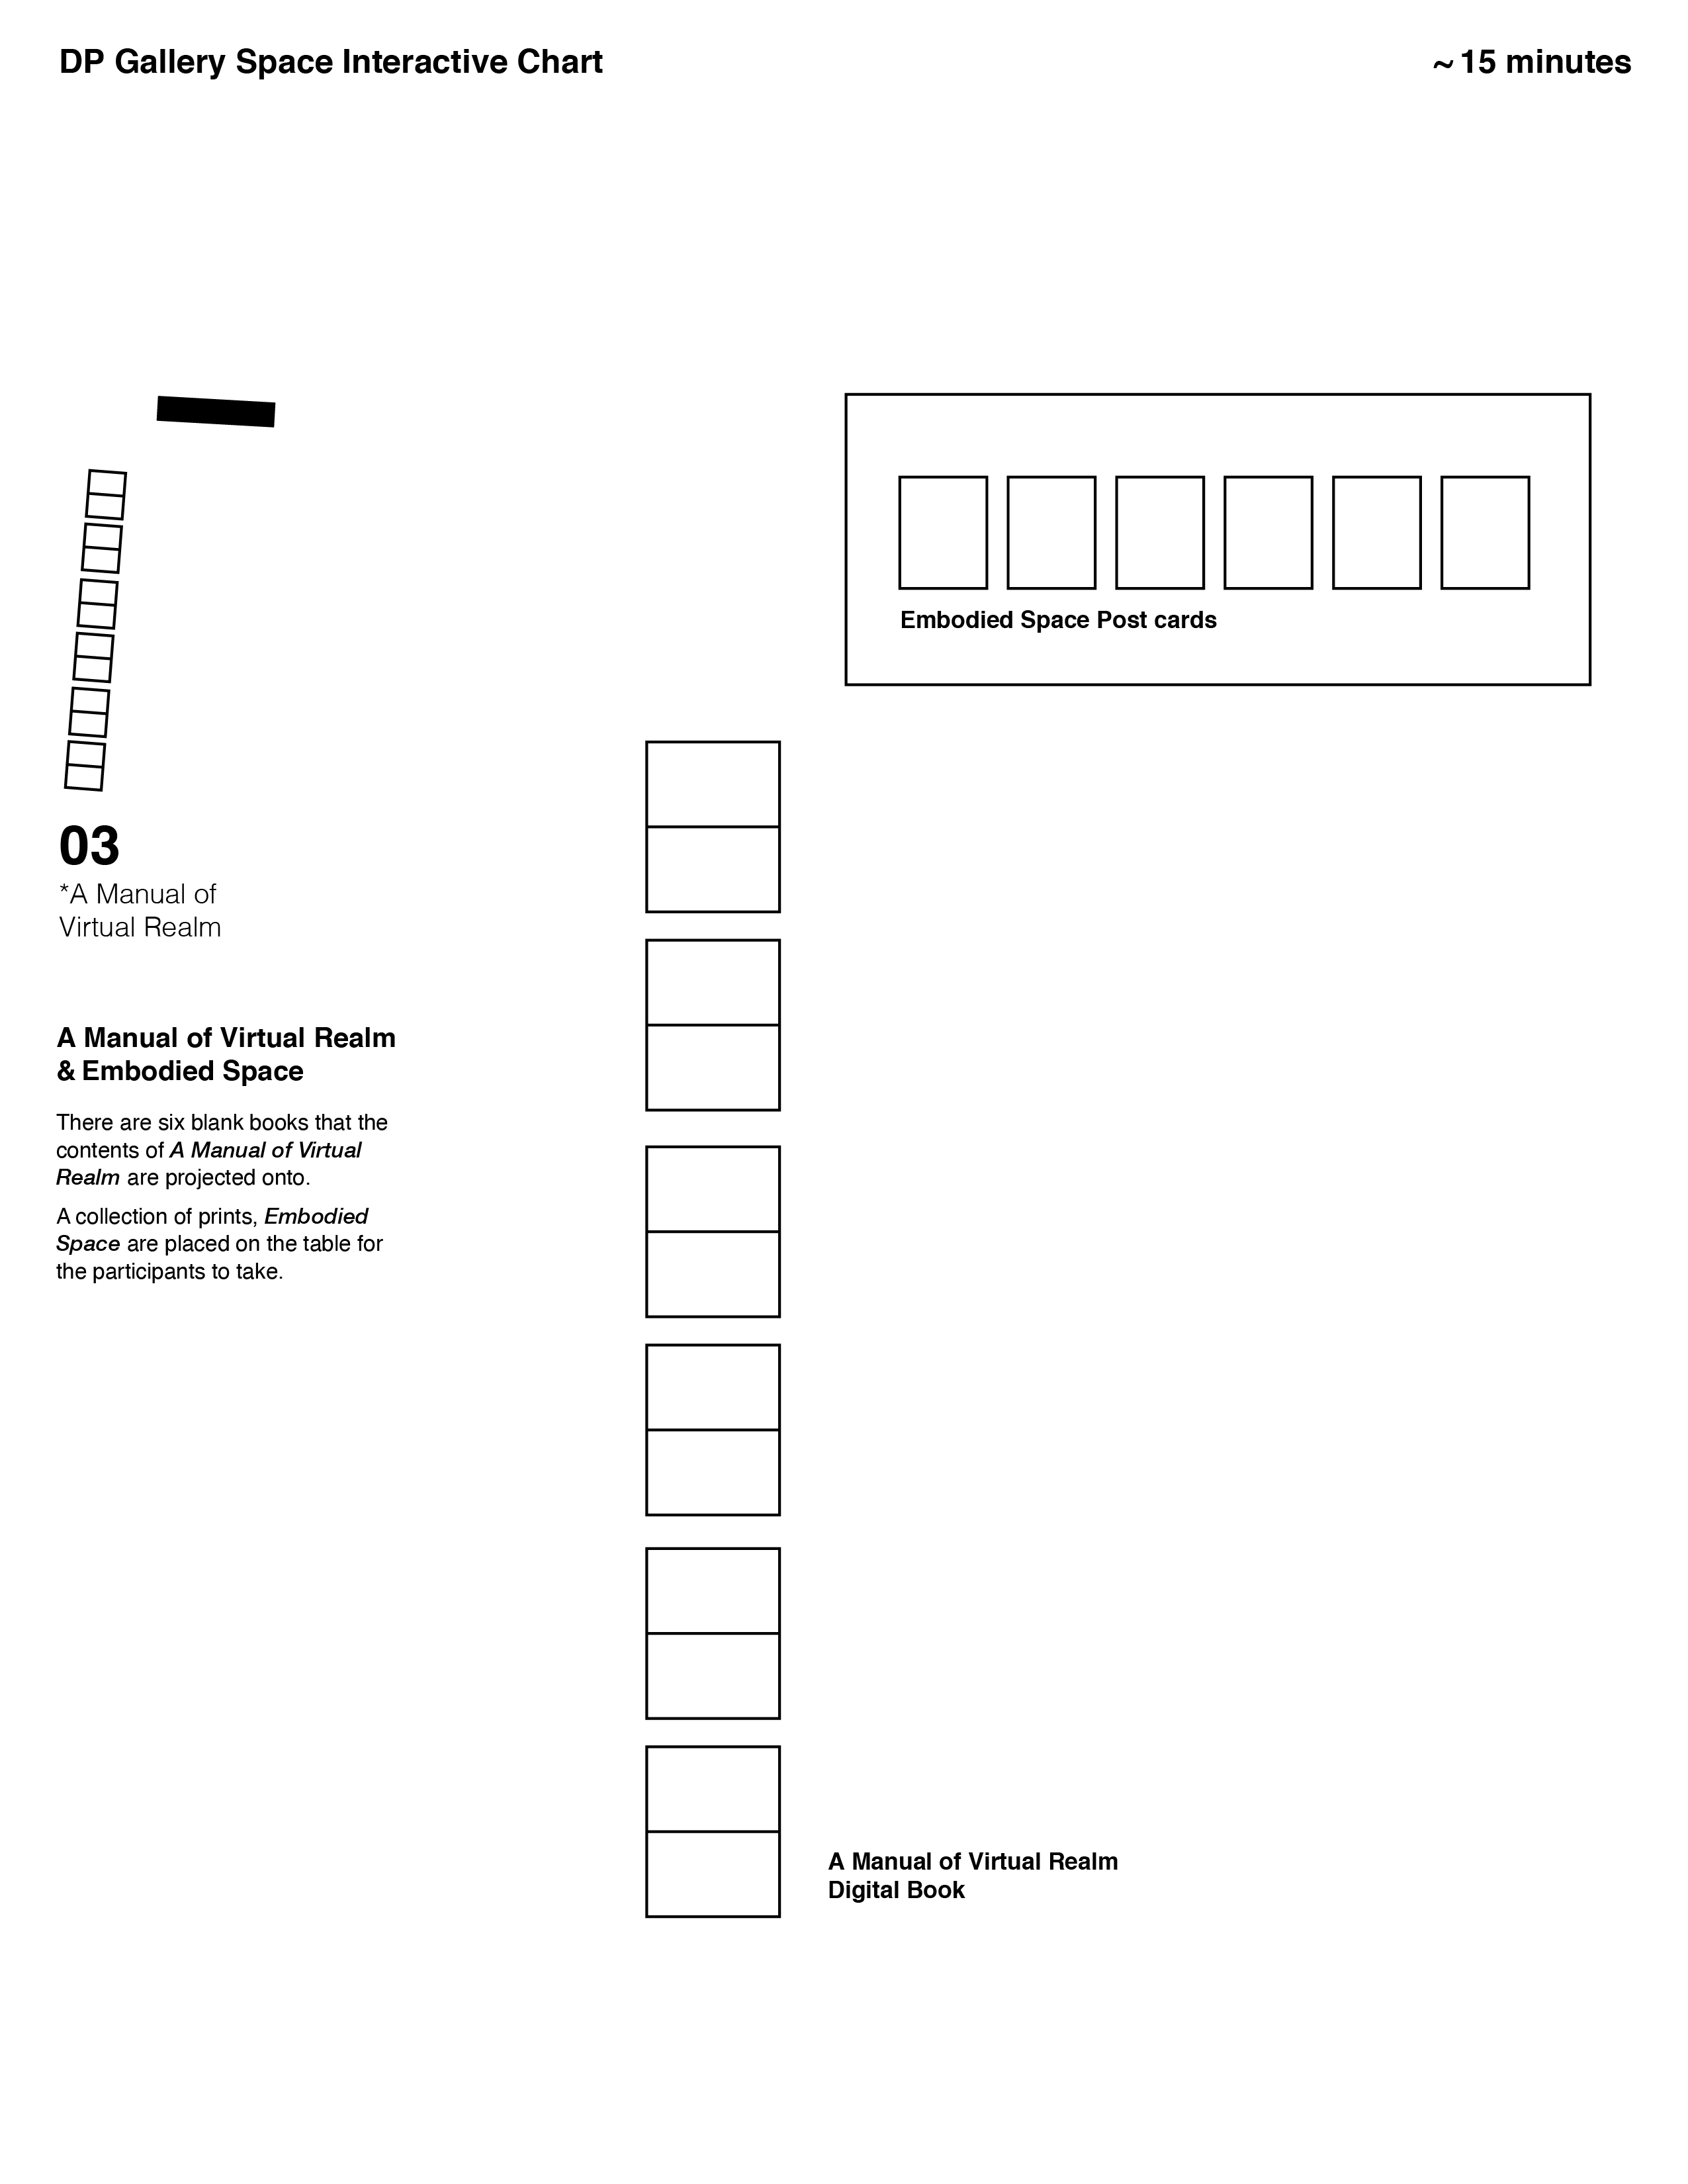 DP Gallery Space Interactive Chart
~ 15 minutes
Embodied Space Post cards
03
*A Manual of
Virtual Realm
A Manual of Virtual Realm
& Embodied Space
There are six blank books that the
contents of A Manual of Virtual
Realm are projected onto.
A collection of prints, Embodied
Space are placed on the table for
the participants to take.
A Manual of Virtual Realm
Digital Book